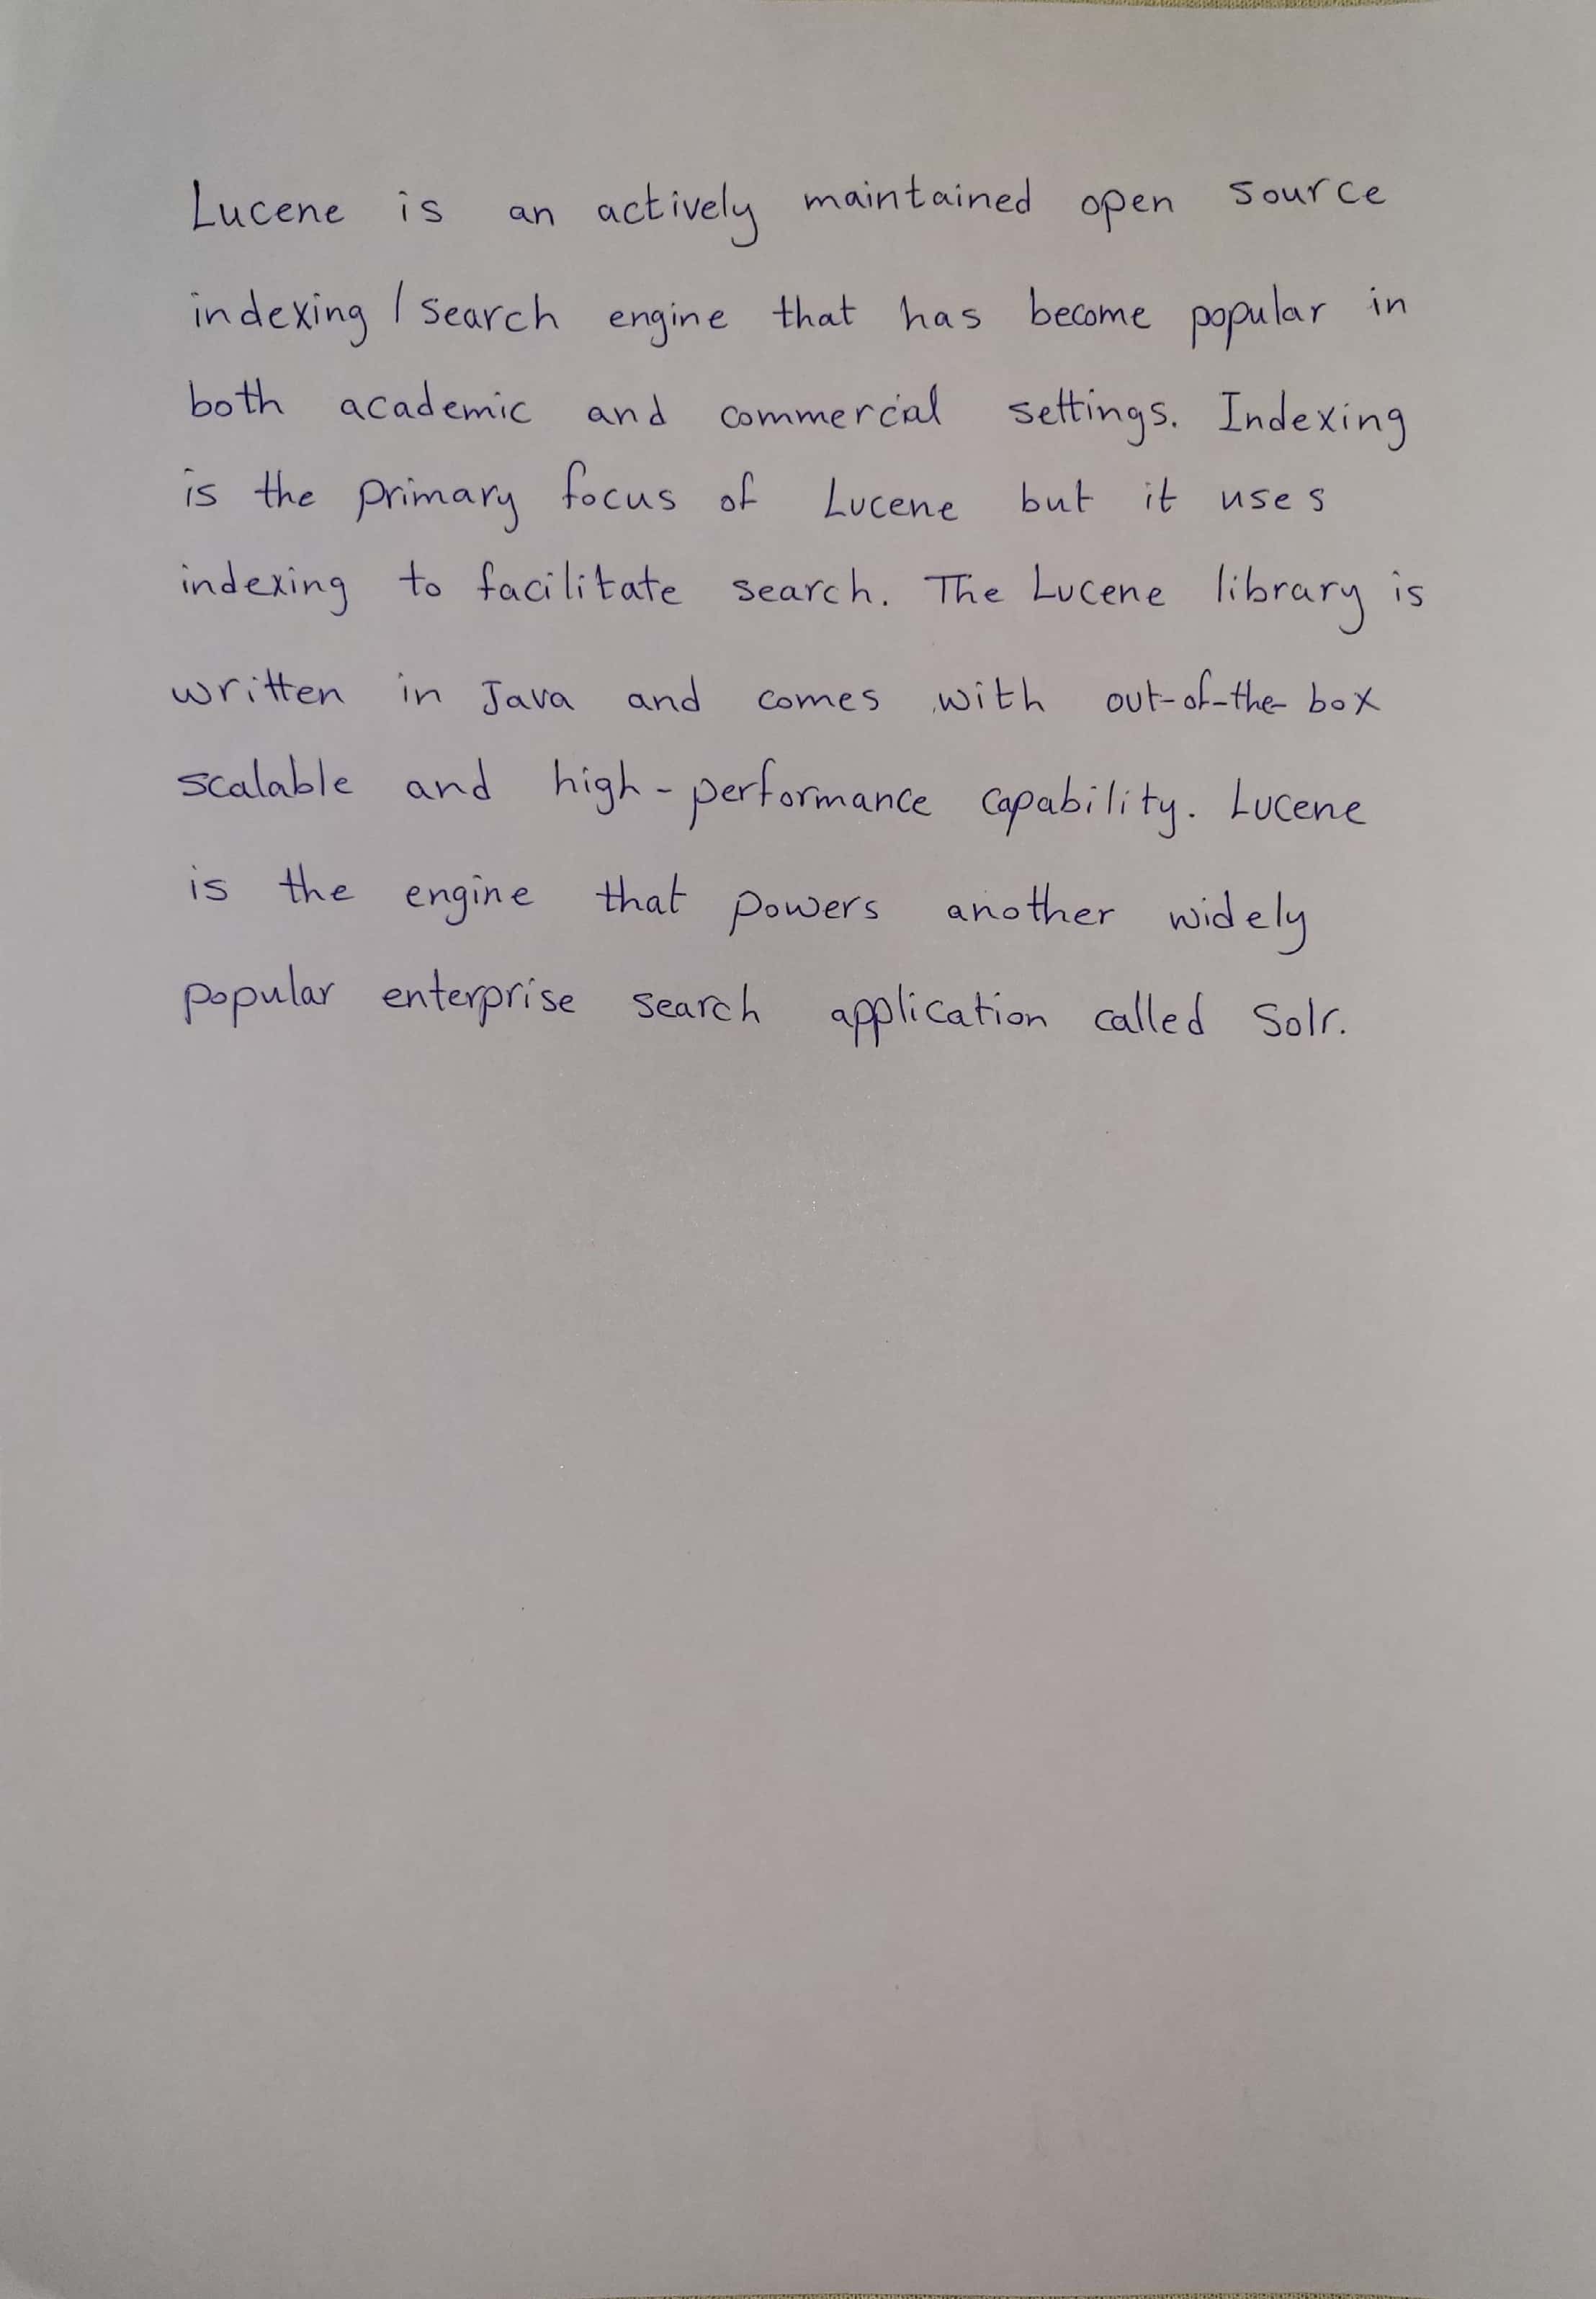 Lucene is an actively maintained open source
indexing / search engine that has become popular in
both academic and commercial settings. Indexing
is the primary focus of Lucene but it uses
indexing to facilitate search. The Lucene library is
written in Java and comes with out-of-the-box
scalable and high-performance capability. Lucene
is the engine that powers another widely
popular enterprise search application called Solr.